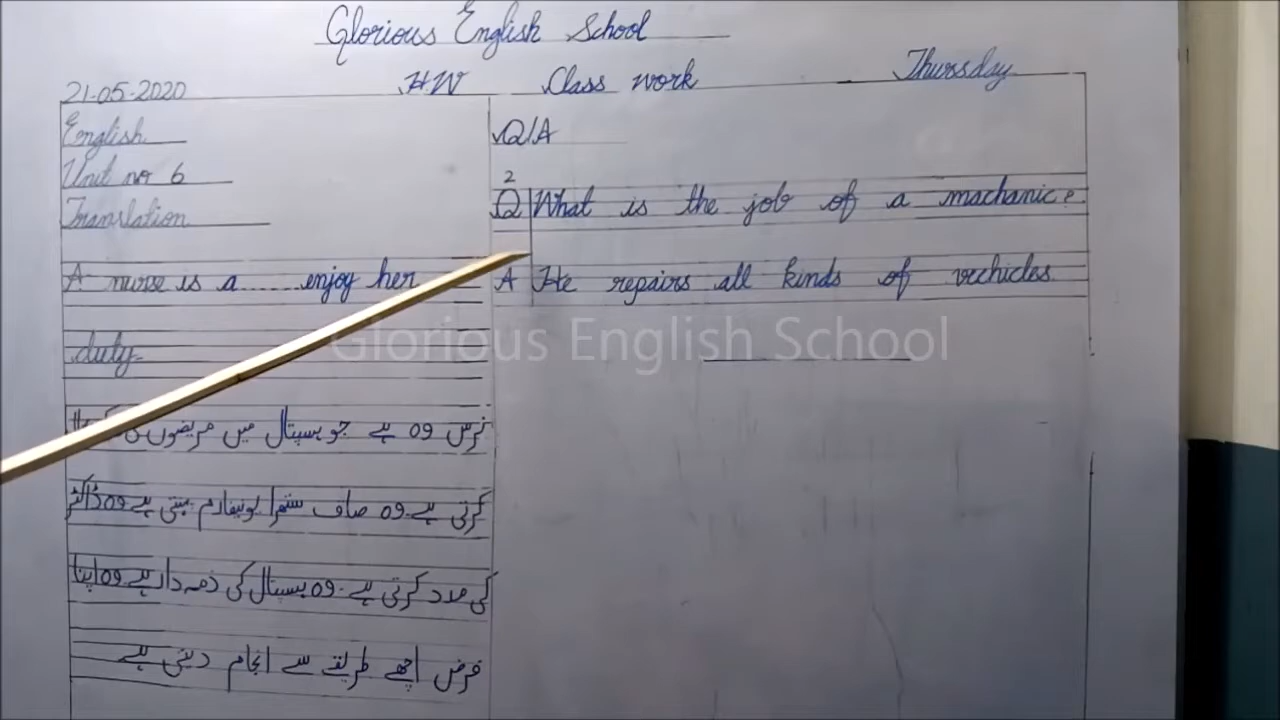 Glorious English School
21-05-2020 HW Class work Thursday
English
Unit no 6
Translation
A nurse is a ...... enjoy her
duty
نرس وہ ہے جو ہسپتال میں مریضوں کی
کرتی ہے وہ صاف ستھرا یونیفارم پہنتی ہے وہ ڈاکٹر
کی مدد کرتی ہے۔ وہ ہسپتال کی ذمہ دار ہے وہ اپنا
فرض اچھے طریقے سے انجام دیتی ہے
Q/A
2
Q What is the job of a machanic?
A He repairs all kinds of vechicles
Glorious English School